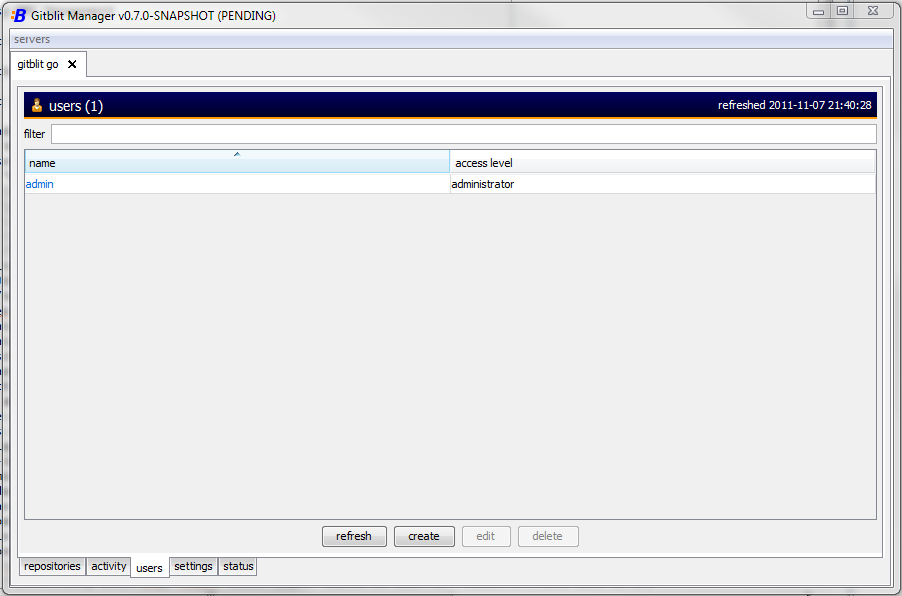 Gitblit Manager v0.7.0-SNAPSHOT (PENDING)
servers
gitblit go
users (1) refreshed 2011-11-07 21:40:28
filter
name access level
admin administrator
refresh create edit delete
repositories activity users settings status